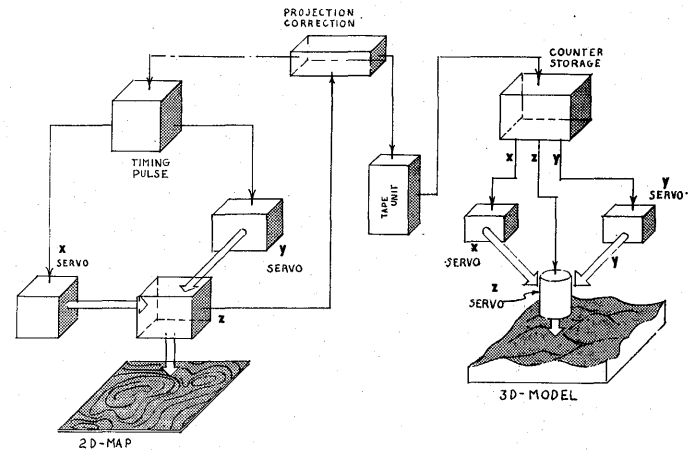 PROJECTION
CORRECTION
COUNTER
STORAGE
TIMING
PULSE
TAPE
UNIT
x z y
y
SERVO
x
SERVO
y
SERVO
x
SERVO
y
z
SERVO
z
3D-MODEL
2D-MAP